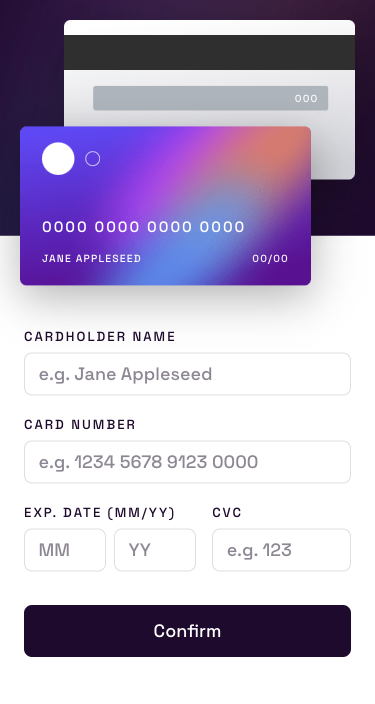 000
0000 0000 0000 0000
JANE APPLESEED 00/00
CARDHOLDER NAME
e.g. Jane Appleseed
CARD NUMBER
e.g. 1234 5678 9123 0000
EXP. DATE (MM/YY) CVC
MM YY e.g. 123
Confirm